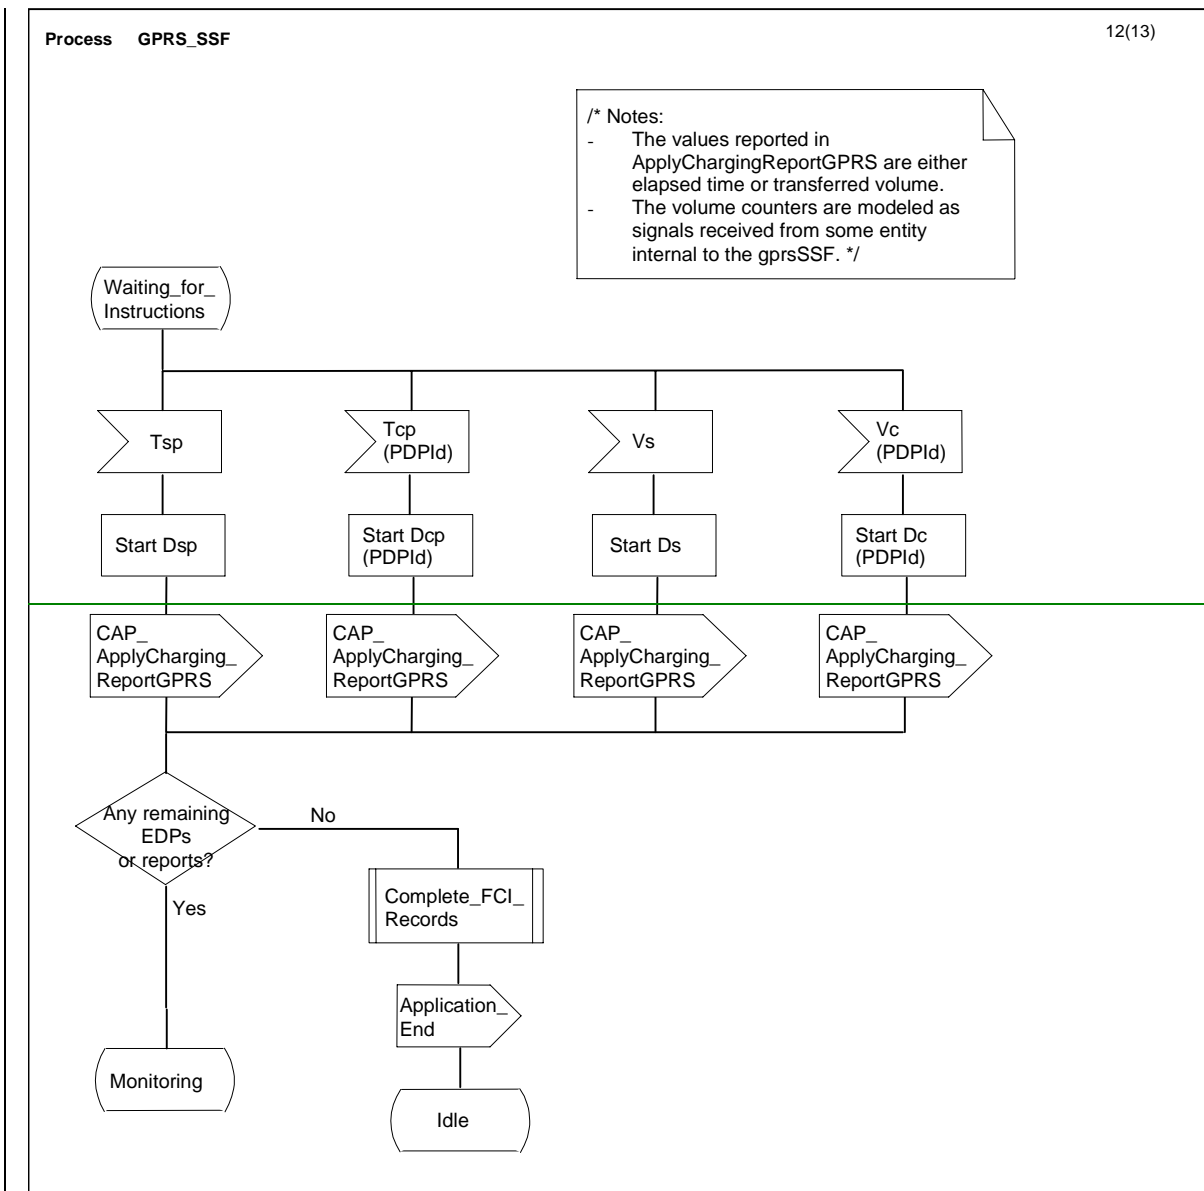 Process GPRS_SSF
12(13)
/* Notes:
- The values reported in
ApplyChargingReportGPRS are either
elapsed time or transferred volume.
- The volume counters are modeled as
signals received from some entity
internal to the gprsSSF. */
Waiting_for_
Instructions
Tsp
Tcp
(PDPId)
Vs
Vc
(PDPId)
Start Dsp
Start Dcp
(PDPId)
Start Ds
Start Dc
(PDPId)
CAP_
ApplyCharging_
ReportGPRS
CAP_
ApplyCharging_
ReportGPRS
CAP_
ApplyCharging_
ReportGPRS
CAP_
ApplyCharging_
ReportGPRS
Any remaining
EDPs
or reports?
No
Yes
Complete_FCI_
Records
Application_
End
Monitoring
Idle